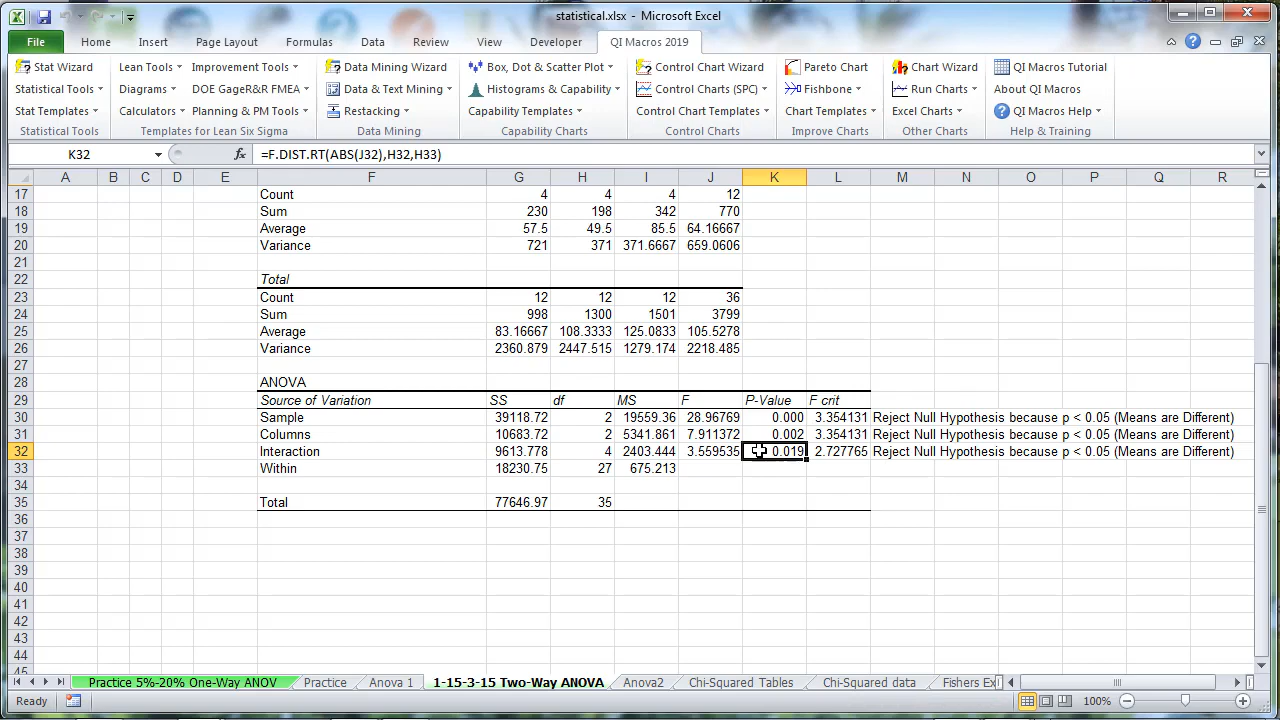 statistical.xlsx - Microsoft Excel
File Home Insert Page Layout Formulas Data Review View Developer QI Macros 2019
Stat Wizard Lean Tools Improvement Tools Data Mining Wizard Box, Dot & Scatter Plot Control Chart Wizard Pareto Chart Chart Wizard QI Macros Tutorial
Statistical Tools Diagrams DOE GageR&R FMEA Data & Text Mining Histograms & Capability Control Charts (SPC) Fishbone Run Charts About QI Macros
Stat Templates Calculators Planning & PM Tools Restacking Capability Templates Control Chart Templates Chart Templates Excel Charts QI Macros Help
Statistical Tools Templates for Lean Six Sigma Data Mining Capability Charts Control Charts Improve Charts Other Charts Help & Training
K32 fx =F.DIST.RT(ABS(J32),H32,H33)
A B C D E F G H I J K L M N O P Q R
17 Count 4 4 4 12
18 Sum 230 198 342 770
19 Average 57.5 49.5 85.5 64.16667
20 Variance 721 371 371.6667 659.0606
21
22 Total
23 Count 12 12 12 36
24 Sum 998 1300 1501 3799
25 Average 83.16667 108.3333 125.0833 105.5278
26 Variance 2360.879 2447.515 1279.174 2218.485
27
28 ANOVA
29 Source of Variation SS df MS F P-Value F crit
30 Sample 39118.72 2 19559.36 28.96769 0.000 3.354131 Reject Null Hypothesis because p < 0.05 (Means are Different)
31 Columns 10683.72 2 5341.861 7.911372 0.002 3.354131 Reject Null Hypothesis because p < 0.05 (Means are Different)
32 Interaction 9613.778 4 2403.444 3.559535 0.019 2.727765 Reject Null Hypothesis because p < 0.05 (Means are Different)
33 Within 18230.75 27 675.213
34
35 Total 77646.97 35
36
37
38
39
40
41
42
43
44
45
Practice 5%-20% One-Way ANOV Practice Anova 1 1-15-3-15 Two-Way ANOVA Anova2 Chi-Squared Tables Chi-Squared data Fishers Ex
Ready 100%